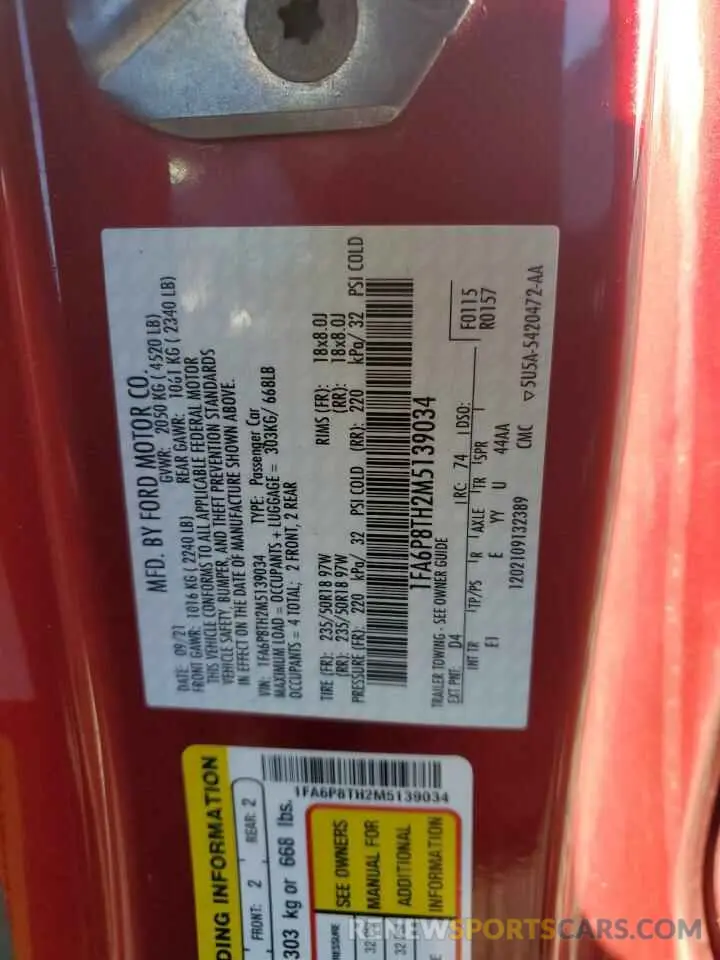 MFD. BY FORD MOTOR CO.
DATE: 09/21 GVWR: 2050 KG ( 4520 LB)
FRONT GAWR: 1016 KG ( 2240 LB) REAR GAWR: 1061 KG ( 2340 LB)
THIS VEHICLE CONFORMS TO ALL APPLICABLE FEDERAL MOTOR
VEHICLE SAFETY, BUMPER, AND THEFT PREVENTION STANDARDS
IN EFFECT ON THE DATE OF MANUFACTURE SHOWN ABOVE.
VIN: 1FA6P8TH2M5139034 TYPE: Passenger Car
MAXIMUM LOAD = OCCUPANTS + LUGGAGE = 303KG/ 668LB
OCCUPANTS = 4 TOTAL; 2 FRONT, 2 REAR
TIRE (FR): 235/50R18 97W RIMS (FR): 18x8.0J
(RR): 235/50R18 97W (RR): 18x8.0J
PRESSURE (FR): 220 kPa/ 32 PSI COLD (RR): 220 kPa/ 32 PSI COLD
1FA6P8TH2M5139034
TRAILER TOWING - SEE OWNER GUIDE
F0115
R0157
EXT PNT: D4 RC: 74 DSO:
INT TR TP/PS R AXLE TR SPR
EI E YY U 44AA
1202109132389 CMC ▽5U5A-5420472-AA
DING INFORMATION
FRONT: 2 REAR: 2
303 kg or 668 lbs.
1FA6P8TH2M5139034
SEE OWNERS
MANUAL FOR
ADDITIONAL
INFORMATION
32
32
RENEWSPORTSCARS.COM